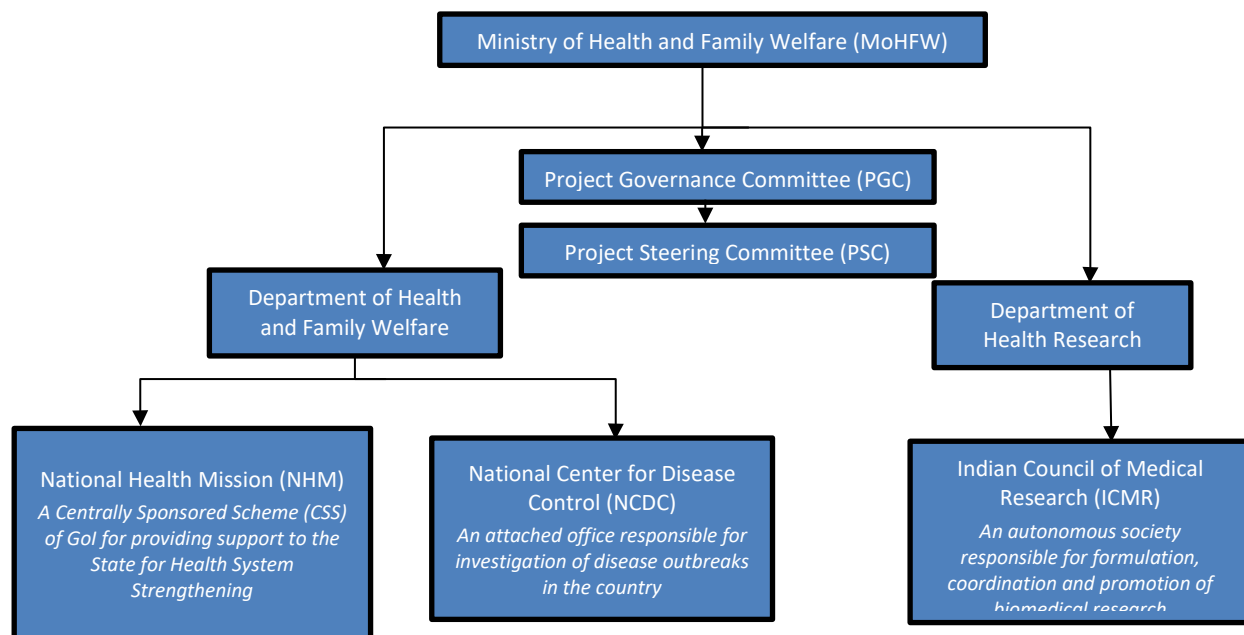 Ministry of Health and Family Welfare (MoHFW)
Project Governance Committee (PGC)
Project Steering Committee (PSC)
Department of Health
and Family Welfare
Department of
Health Research
National Health Mission (NHM)
A Centrally Sponsored Scheme (CSS)
of GoI for providing support to the
State for Health System
Strengthening
National Center for Disease
Control (NCDC)
An attached office responsible for
investigation of disease outbreaks
in the country
Indian Council of Medical
Research (ICMR)
An autonomous society
responsible for formulation,
coordination and promotion of
biomedical research